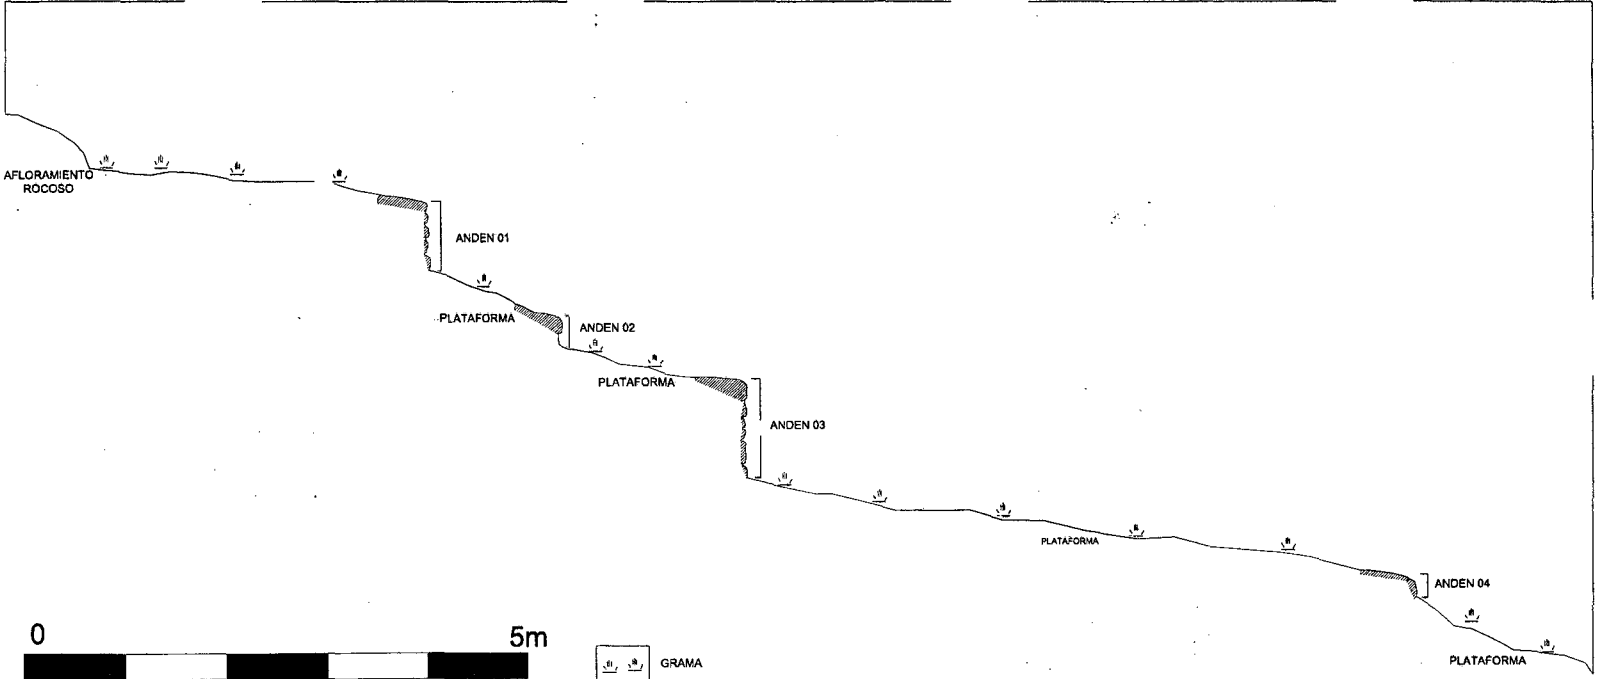 AFLORAMIENTO
ROCOSO
ANDEN 01
PLATAFORMA
ANDEN 02
PLATAFORMA
ANDEN 03
PLATAFORMA
ANDEN 04
PLATAFORMA
0 5m
GRAMA